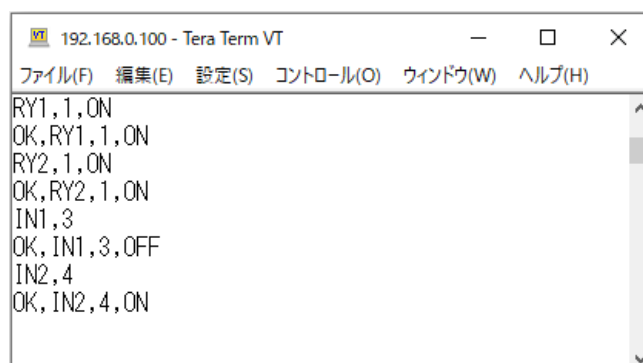 192.168.0.100 - Tera Term VT
ファイル(F) 編集(E) 設定(S) コントロール(O) ウィンドウ(W) ヘルプ(H)
RY1,1,ON
OK,RY1,1,ON
RY2,1,ON
OK,RY2,1,ON
IN1,3
OK,IN1,3,OFF
IN2,4
OK,IN2,4,ON